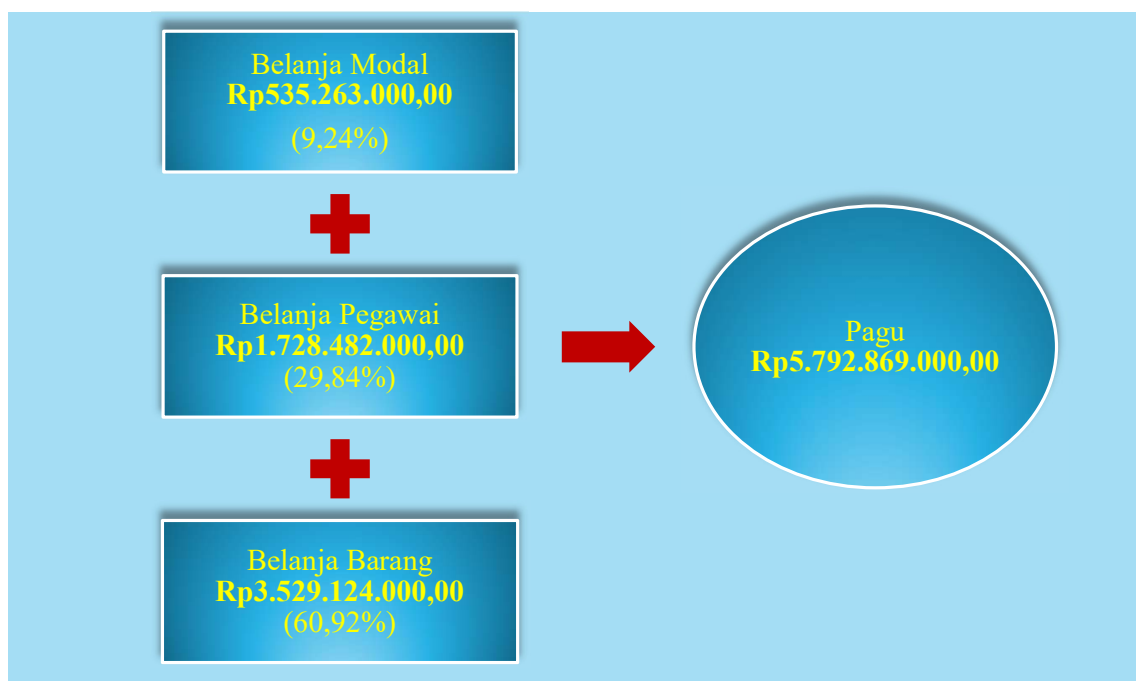 Belanja Modal
Rp535.263.000,00
(9,24%)
Belanja Pegawai
Rp1.728.482.000,00
(29,84%)
Belanja Barang
Rp3.529.124.000,00
(60,92%)
Pagu
Rp5.792.869.000,00